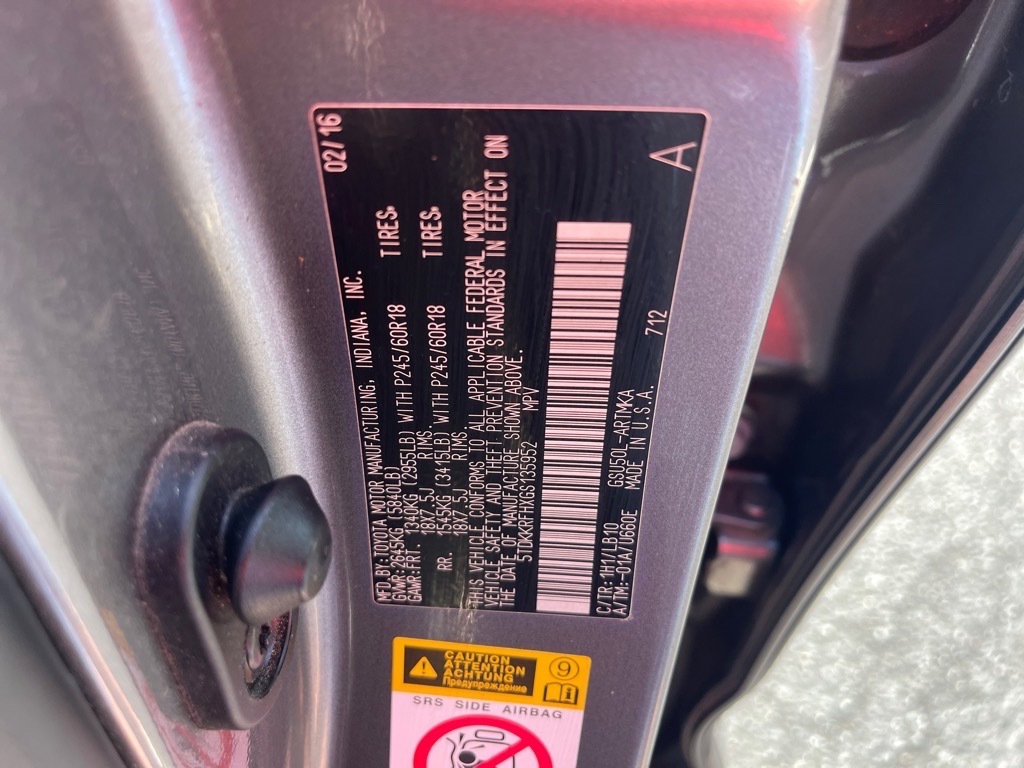 MFD.BY:TOYOTA MOTOR MANUFACTURING, INDIANA, INC. 02/16
GVWR:2645KG (5840LB)
GAWR:FRT. 1340KG (2955LB) WITH P245/60R18 TIRES,
18X7.5J RIMS,
RR. 1545KG (3415LB) WITH P245/60R18 TIRES,
18X7.5J RIMS,
THIS VEHICLE CONFORMS TO ALL APPLICABLE FEDERAL MOTOR
VEHICLE SAFETY AND THEFT PREVENTION STANDARDS IN EFFECT ON
THE DATE OF MANUFACTURE SHOWN ABOVE.
5TDKKRFHXGS135952 MPV
C/TR:1H1/LB10 GSU50L-ARTMKA 712
A/TM:-01A/U660E MADE IN U.S.A.
A
CAUTION
ATTENTION
ACHTUNG
Предупреждение
9
i
SRS SIDE AIRBAG